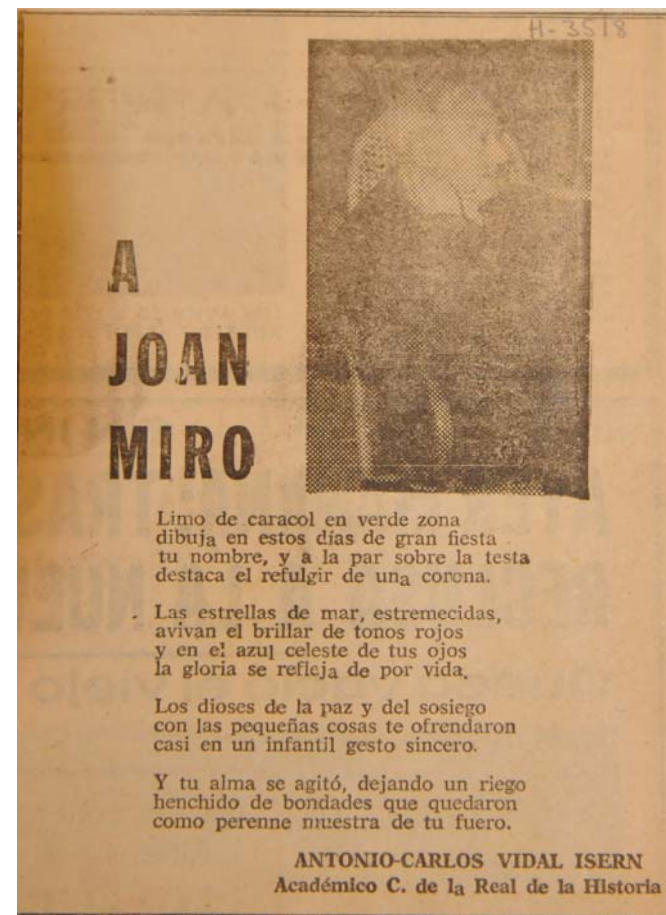 H-3518
A
JOAN
MIRO
Limo de caracol en verde zona
dibuja en estos días de gran fiesta
tu nombre, y a la par sobre la testa
destaca el refulgir de una corona.
Las estrellas de mar, estremecidas,
avivan el brillar de tonos rojos
y en el azul celeste de tus ojos
la gloria se refleja de por vida.
Los dioses de la paz y del sosiego
con las pequeñas cosas te ofrendaron
casi en un infantil gesto sincero.
Y tu alma se agitó, dejando un riego
henchido de bondades que quedaron
como perenne muestra de tu fuero.
ANTONIO-CARLOS VIDAL ISERN
Académico C. de la Real de la Historia